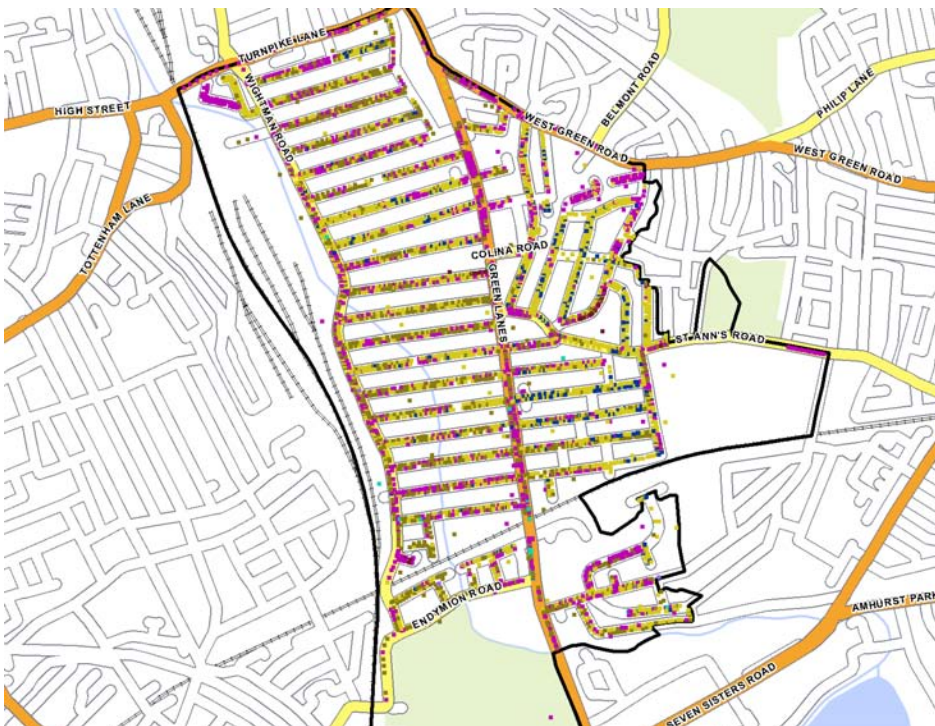 TURNPIKE LANE
HIGH STREET
WIGHTMAN ROAD
BELMONT ROAD
PHILIP LANE
WEST GREEN ROAD
WEST GREEN ROAD
TOTTENHAM LANE
COLINA ROAD
GREEN LANES
ST ANN'S ROAD
ENDYMION ROAD
AMHURST PARK
SEVEN SISTERS ROAD